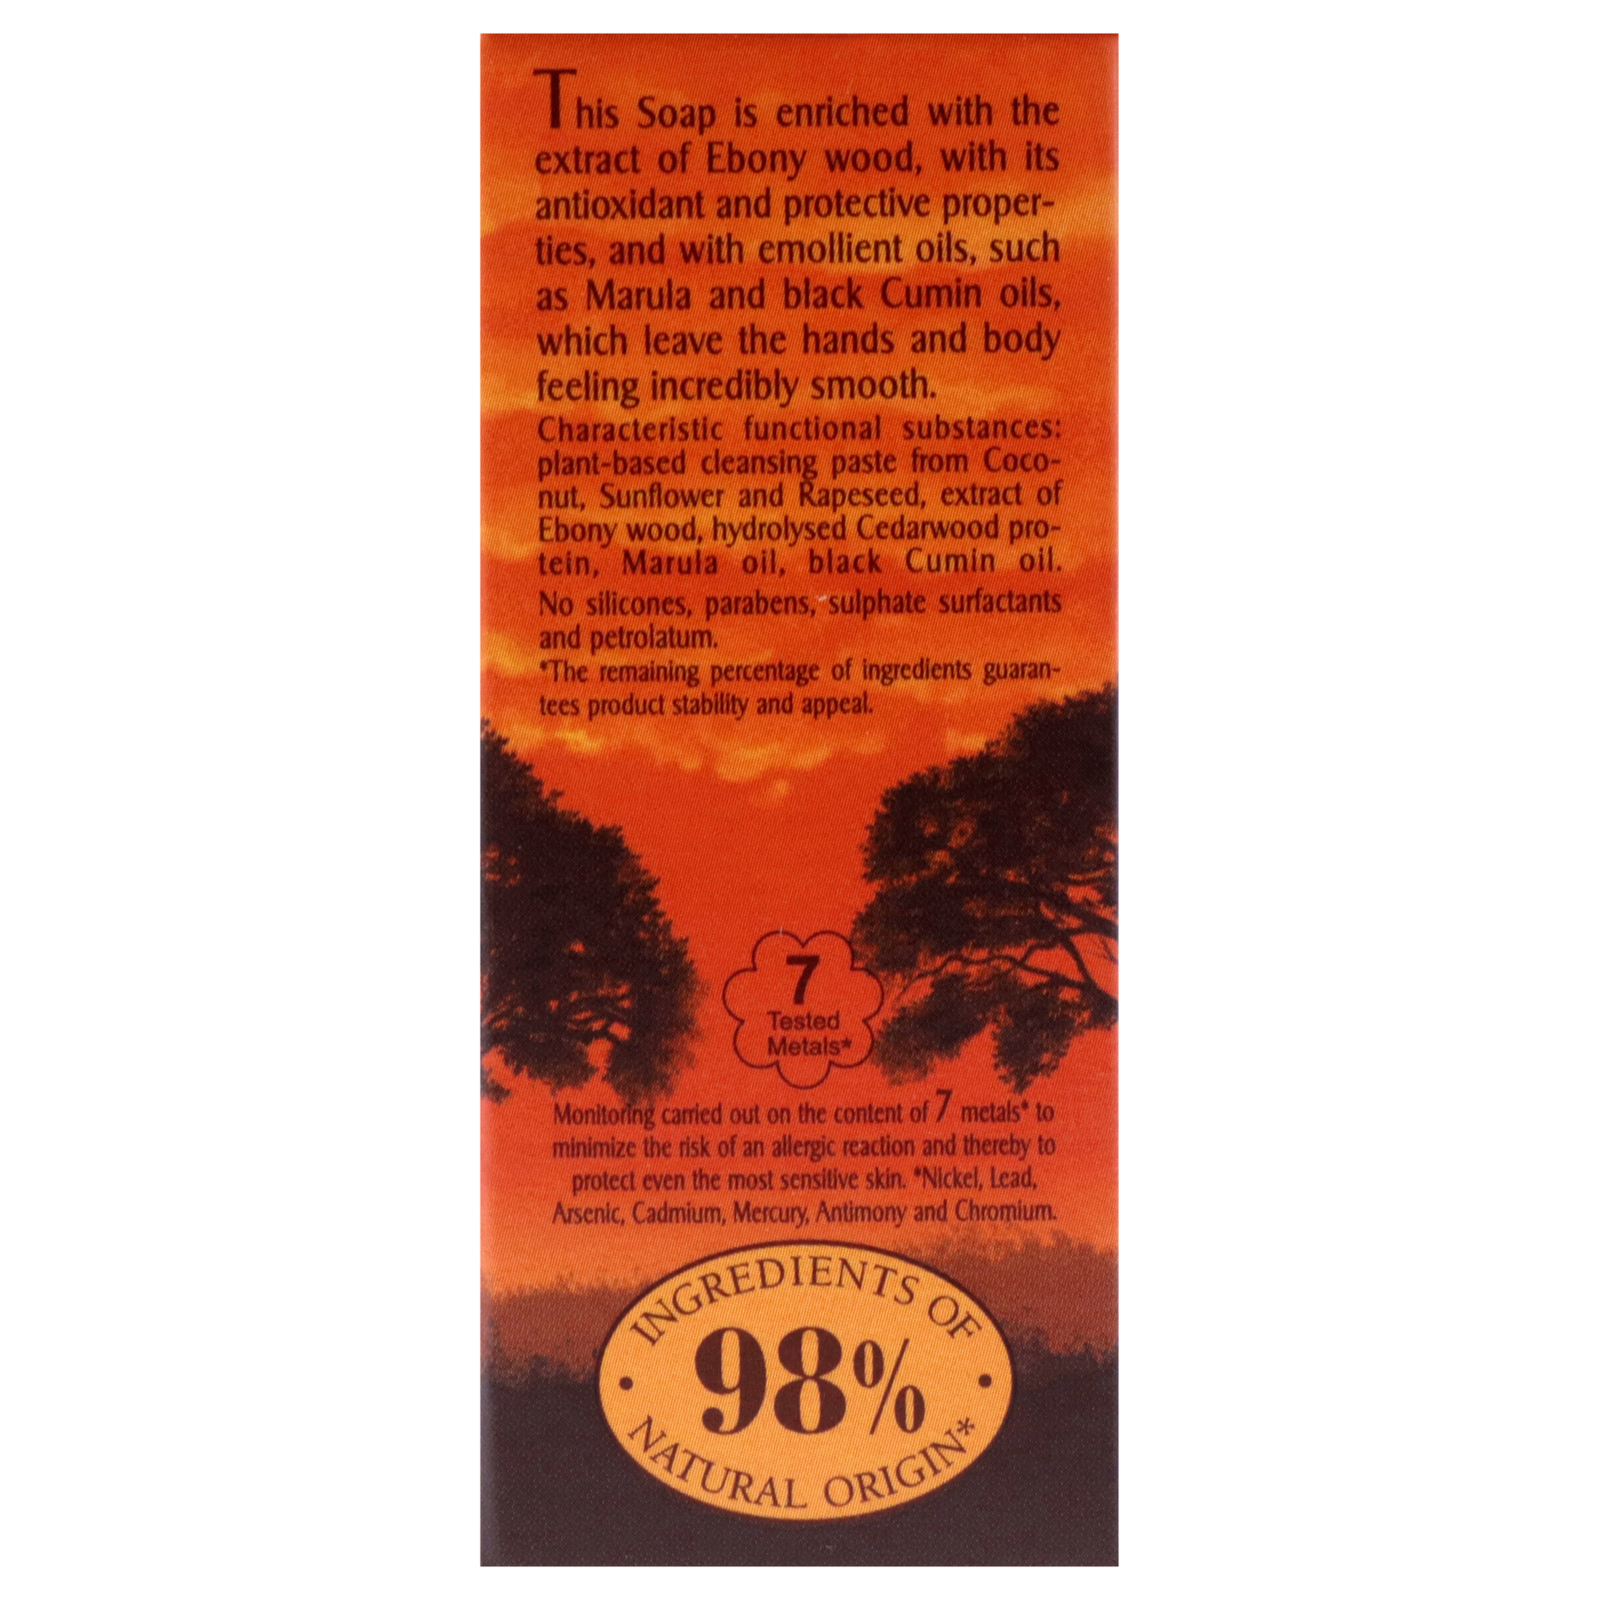 This Soap is enriched with the
extract of Ebony wood, with its
antioxidant and protective proper-
ties, and with emollient oils, such
as Marula and black Cumin oils,
which leave the hands and body
feeling incredibly smooth.
Characteristic functional substances:
plant-based cleansing paste from Coco-
nut, Sunflower and Rapeseed, extract of
Ebony wood, hydrolysed Cedarwood pro-
tein, Marula oil, black Cumin oil.
No silicones, parabens, sulphate surfactants
and petrolatum.
*The remaining percentage of ingredients guaran-
tees product stability and appeal.
7
Tested
Metals*
Monitoring carried out on the content of 7 metals* to
minimize the risk of an allergic reaction and thereby to
protect even the most sensitive skin. *Nickel, Lead,
Arsenic, Cadmium, Mercury, Antimony and Chromium.
INGREDIENTS OF
98%
NATURAL ORIGIN*